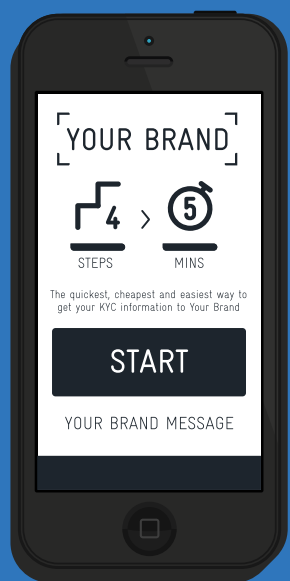 YOUR BRAND
4 > 5
STEPS MINS
The quickest, cheapest and easiest way to
get your KYC information to Your Brand
START
YOUR BRAND MESSAGE